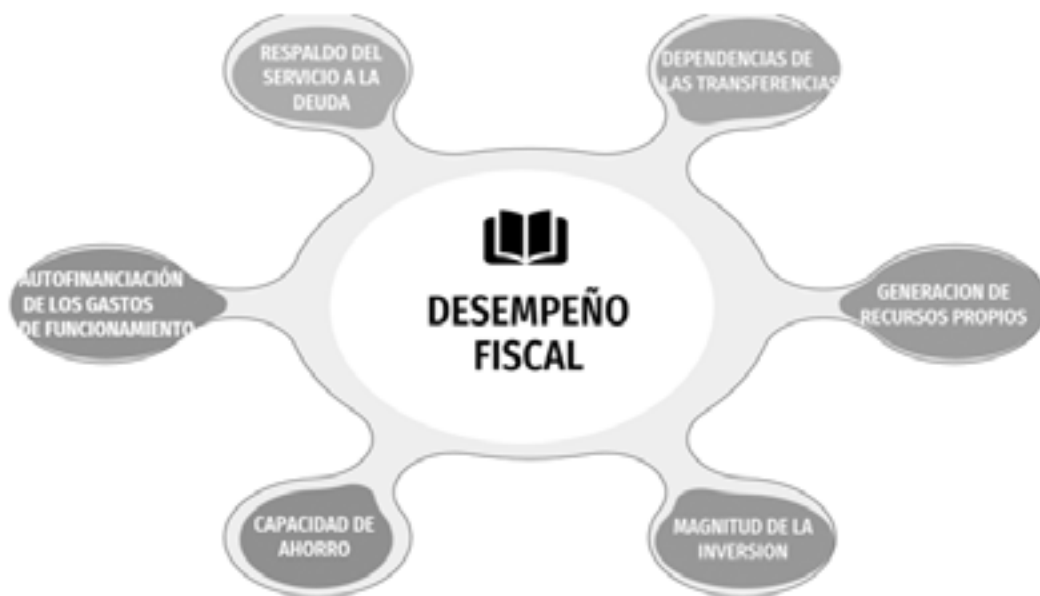 RESPALDO DEL
SERVICIO A LA
DEUDA
DEPENDENCIAS DE
LAS TRANSFERENCIAS
AUTOFINANCIACIÓN
DE LOS GASTOS
DE FUNCIONAMIENTO
DESEMPEÑO
FISCAL
GENERACION DE
RECURSOS PROPIOS
CAPACIDAD DE
AHORRO
MAGNITUD DE LA
INVERSION